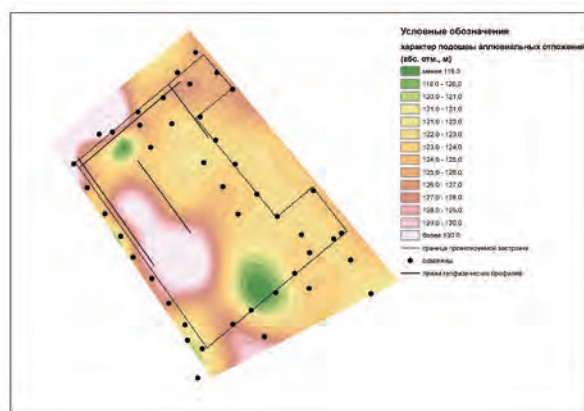 Условные обозначения
характер подошвы аллювиальных отложений
(абс. отм., м)
менее 119,0
119,0 - 120,0
120,0 - 121,0
121,0 - 122,0
122,0 - 123,0
123,0 - 124,0
124,0 - 125,0
125,0 - 126,0
126,0 - 127,0
127,0 - 128,0
128,0 - 129,0
129,0 - 130,0
более 130,0
граница проектируемой застройки
скважины
линии геофизических профилей